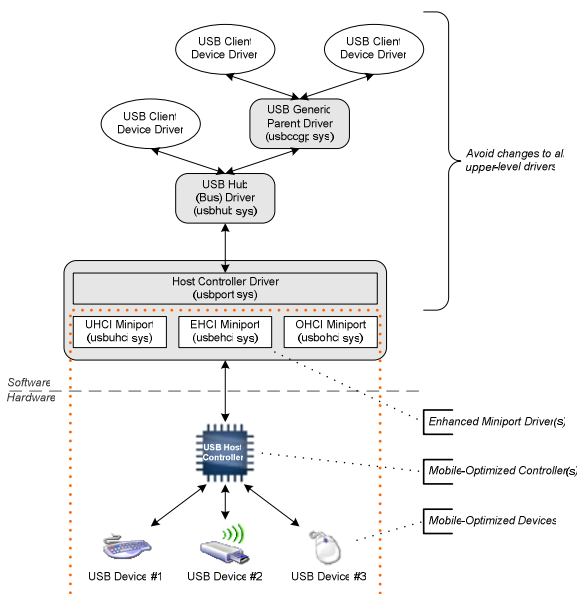 USB Client
Device Driver
USB Client
Device Driver
USB Client
Device Driver
USB Generic
Parent Driver
(usbccgp.sys)
Avoid changes to all
upper-level drivers
USB Hub
(Bus) Driver
(usbhub.sys)
Host Controller Driver
(usbport.sys)
UHCI Miniport
(usbuhci.sys)
EHCI Miniport
(usbehci.sys)
OHCI Miniport
(usbohci.sys)
Software
Hardware
Enhanced Miniport Driver(s)
USB Host
Controller
Mobile-Optimized Controller(s)
Mobile-Optimized Devices
USB Device #1
USB Device #2
USB Device #3